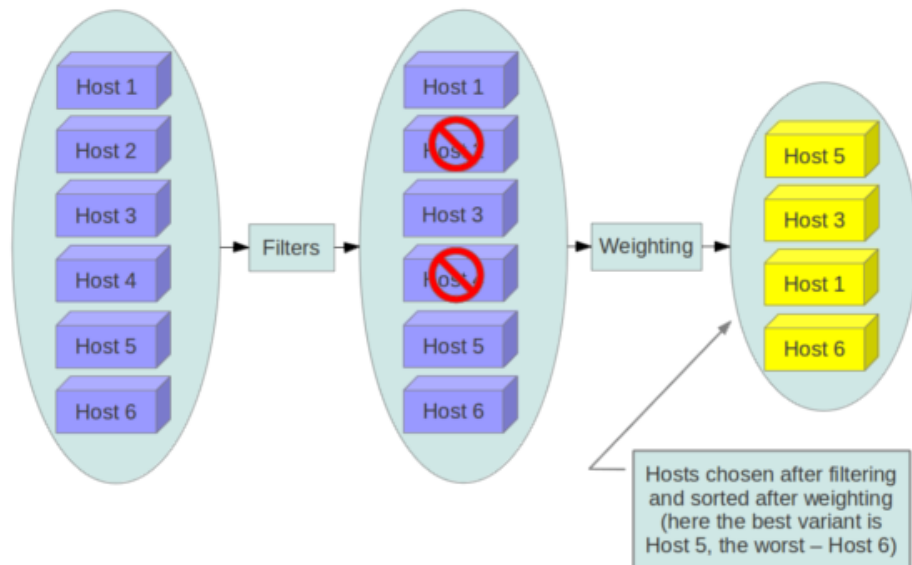 Host 1
Host 2
Host 3
Host 4
Host 5
Host 6
Filters
Host 1
Host 3
Host 5
Host 6
Weighting
Host 5
Host 3
Host 1
Host 6
Hosts chosen after filtering
and sorted after weighting
(here the best variant is
Host 5, the worst – Host 6)